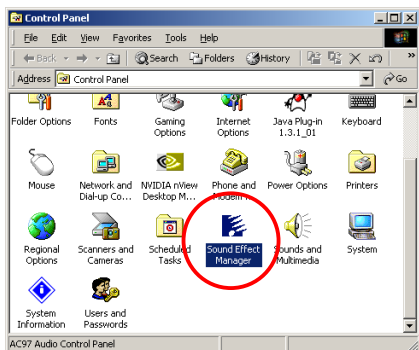 Control Panel
File Edit View Favorites Tools Help
Back Search Folders History »
Address Control Panel Go
Folder Options Fonts Gaming Options Internet Options Java Plug-in 1.3.1_01 Keyboard
Mouse Network and Dial-up Co... NVIDIA nView Desktop M... Phone and Modem Power Options Printers
Regional Options Scanners and Cameras Scheduled Tasks Sound Effect Manager Sounds and Multimedia System
System Information Users and Passwords
AC97 Audio Control Panel